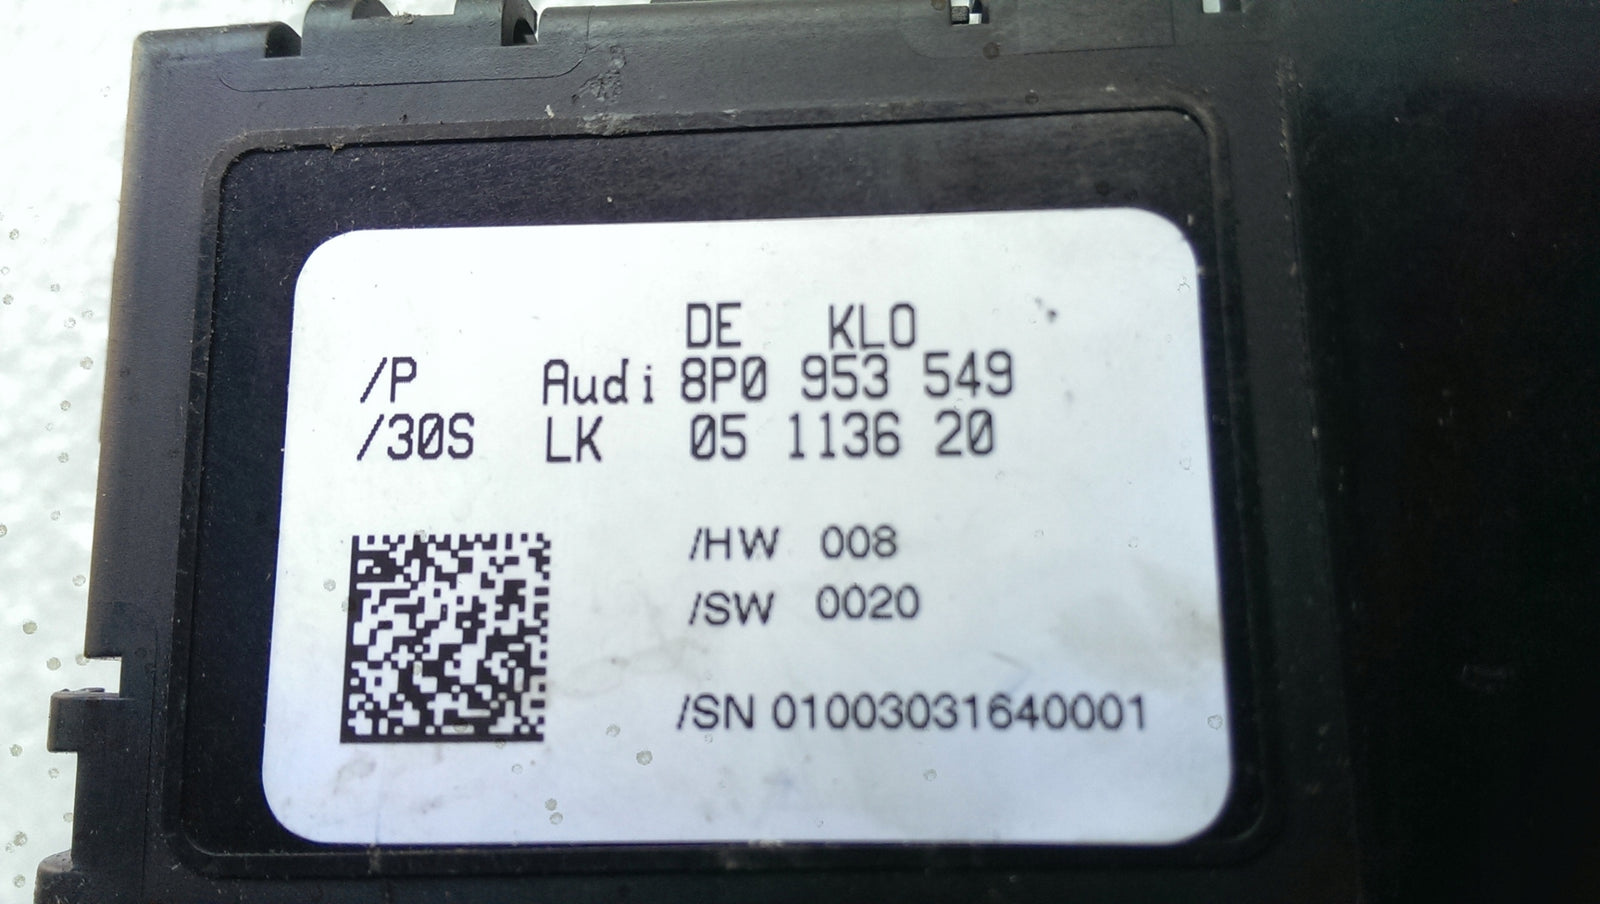 DE KLO
/P Audi 8P0 953 549
/30S LK 05 1136 20
/HW 008
/SW 0020
/SN 01003031640001